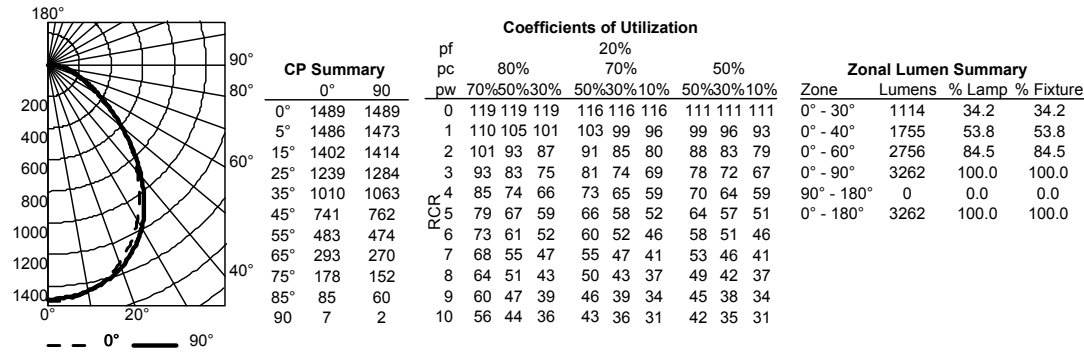 180°
90°
80°
60°
40°
20°
0°
200
400
600
800
1000
1200
1400
0° 90°
CP Summary
0° 90
0° 1489 1489
5° 1486 1473
15° 1402 1414
25° 1239 1284
35° 1010 1063
45° 741 762
55° 483 474
65° 293 270
75° 178 152
85° 85 60
90 7 2
Coefficients of Utilization
pf 20%
pc 80% 70% 50%
pw 70%50%30% 50%30%10% 50%30%10%
RCR
0 119 119 119 116 116 116 111 111 111
1 110 105 101 103 99 96 99 96 93
2 101 93 87 91 85 80 88 83 79
3 93 83 75 81 74 69 78 72 67
4 85 74 66 73 65 59 70 64 59
5 79 67 59 66 58 52 64 57 51
6 73 61 52 60 52 46 58 51 46
7 68 55 47 55 47 41 53 46 41
8 64 51 43 50 43 37 49 42 37
9 60 47 39 46 39 34 45 38 34
10 56 44 36 43 36 31 42 35 31
Zonal Lumen Summary
Zone Lumens % Lamp % Fixture
0° - 30° 1114 34.2 34.2
0° - 40° 1755 53.8 53.8
0° - 60° 2756 84.5 84.5
0° - 90° 3262 100.0 100.0
90° - 180° 0 0.0 0.0
0° - 180° 3262 100.0 100.0